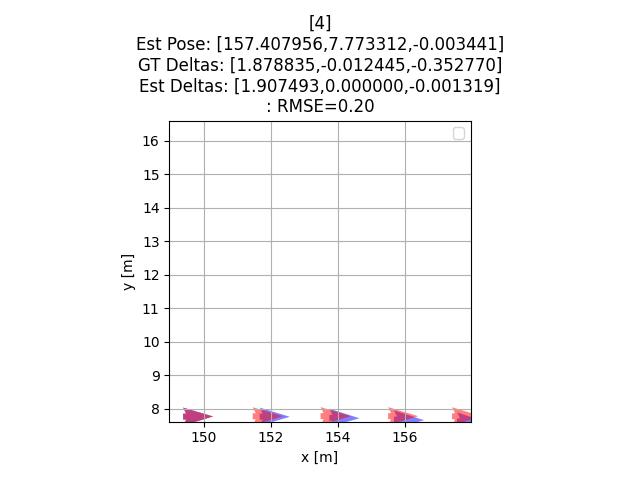 [4]
Est Pose: [157.407956,7.773312,-0.003441]
GT Deltas: [1.878835,-0.012445,-0.352770]
Est Deltas: [1.907493,0.000000,-0.001319]
: RMSE=0.20
16
15
14
13
12
11
10
9
8
y [m]
150 152 154 156
x [m]